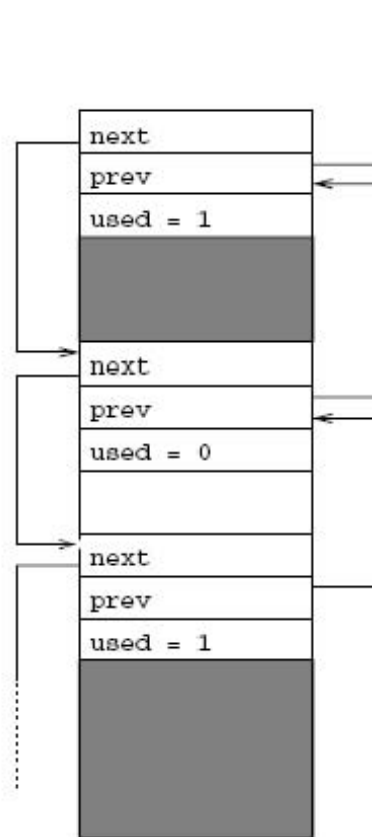 next
prev
used = 1
next
prev
used = 0
next
prev
used = 1